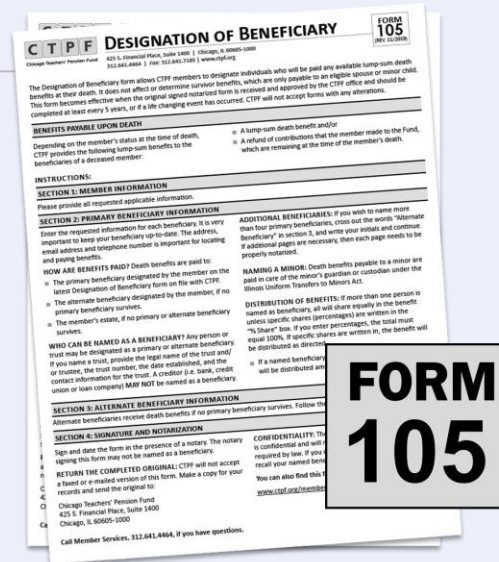 CTPF DESIGNATION OF BENEFICIARY
FORM
105
(REV. 11/2019)
Chicago Teachers' Pension Fund
425 S. Financial Place, Suite 1400 | Chicago, IL 60605-1000
312.641.4464 | Fax: 312.641.7185 | www.ctpf.org
The Designation of Beneficiary form allows CTPF members to designate individuals who will be paid any available lump-sum death
benefits at their death. It does not affect or determine survivor benefits, which are only payable to an eligible spouse or minor child.
This form becomes effective when the original signed notarized form is received and approved by the CTPF office and should be
completed at least every 5 years, or if a life changing event has occurred. CTPF will not accept forms with any alterations.
BENEFITS PAYABLE UPON DEATH
Depending on the member's status at the time of death,
CTPF provides the following lump-sum benefits to the
beneficiaries of a deceased member:
■ A lump-sum death benefit and/or
■ A refund of contributions that the member made to the Fund,
which are remaining at the time of the member's death.
INSTRUCTIONS:
SECTION 1: MEMBER INFORMATION
Please provide all requested applicable information.
SECTION 2: PRIMARY BENEFICIARY INFORMATION
Enter the requested information for each beneficiary. It is very
important to keep your beneficiary up-to-date. The address,
email address and telephone number is important for locating
and paying benefits.
HOW ARE BENEFITS PAID? Death benefits are paid to:
■ The primary beneficiary designated by the member on the
latest Designation of Beneficiary form on file with CTPF.
■ The alternate beneficiary designated by the member, if no
primary beneficiary survives.
■ The member's estate, if no primary or alternate beneficiary
survives.
WHO CAN BE NAMED AS A BENEFICIARY? Any person or
trust may be designated as a primary or alternate beneficiary.
If you name a trust, provide the legal name of the trust and/
or trustee, the trust number, the date established, and the
contact information for the trust. A creditor (i.e. bank, credit
union or loan company) MAY NOT be named as a beneficiary.
ADDITIONAL BENEFICIARIES: If you wish to name more
than four primary beneficiaries, cross out the words "Alternate
Beneficiary" in section 3, and write your initials and continue.
If additional pages are necessary, then each page needs to be
properly notarized.
NAMING A MINOR: Death benefits payable to a minor are
paid in care of the minor's guardian or custodian under the
Illinois Uniform Transfers to Minors Act.
DISTRIBUTION OF BENEFITS: If more than one person is
named as beneficiary, all will share equally in the benefit
unless specific shares (percentages) are written in the
"% Share" box. If you enter percentages, the total must
equal 100%. If specific shares are written in, the benefit will
be distributed as directed
■ If a named beneficiary
will be distributed
SECTION 3: ALTERNATE BENEFICIARY INFORMATION
Alternate beneficiaries receive death benefits if no primary beneficiary survives. Follow the
SECTION 4: SIGNATURE AND NOTARIZATION
Sign and date the form in the presence of a notary. The notary
signing this form may not be named as a beneficiary.
RETURN THE COMPLETED ORIGINAL: CTPF will not accept
a faxed or e-mailed version of this form. Make a copy for your
records and send the original to:
Chicago Teachers' Pension Fund
425 S. Financial Place, Suite 1400
Chicago, IL 60605-1000
CONFIDENTIALITY:
is confidential and will
required by law. If you
recall your named
You can also find this
www.ctpf.org/member
Call Member Services, 312.641.4464, if you have questions.
FORM
105